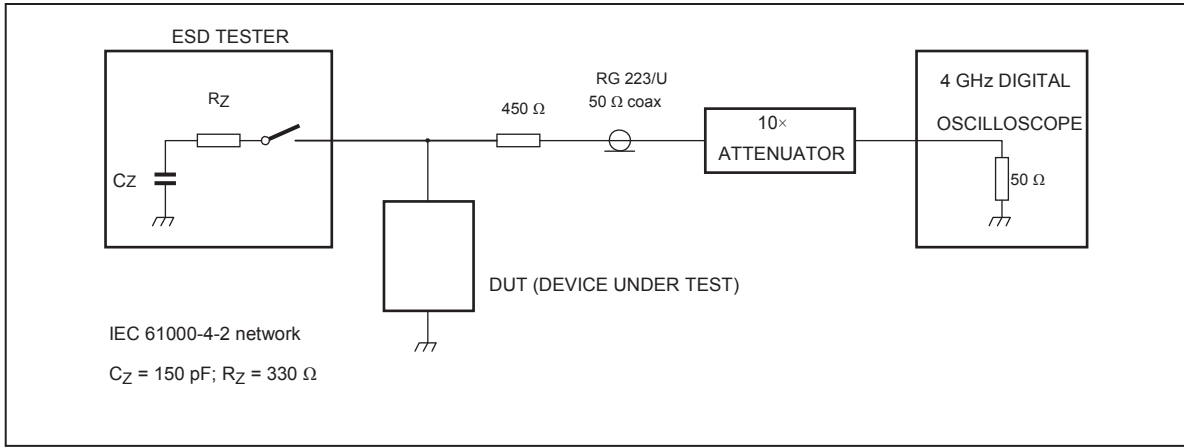 ESD TESTER
RZ
CZ
450 Ω
RG 223/U
50 Ω coax
10×
ATTENUATOR
4 GHz DIGITAL
OSCILLOSCOPE
50 Ω
DUT (DEVICE UNDER TEST)
IEC 61000-4-2 network
CZ = 150 pF; RZ = 330 Ω